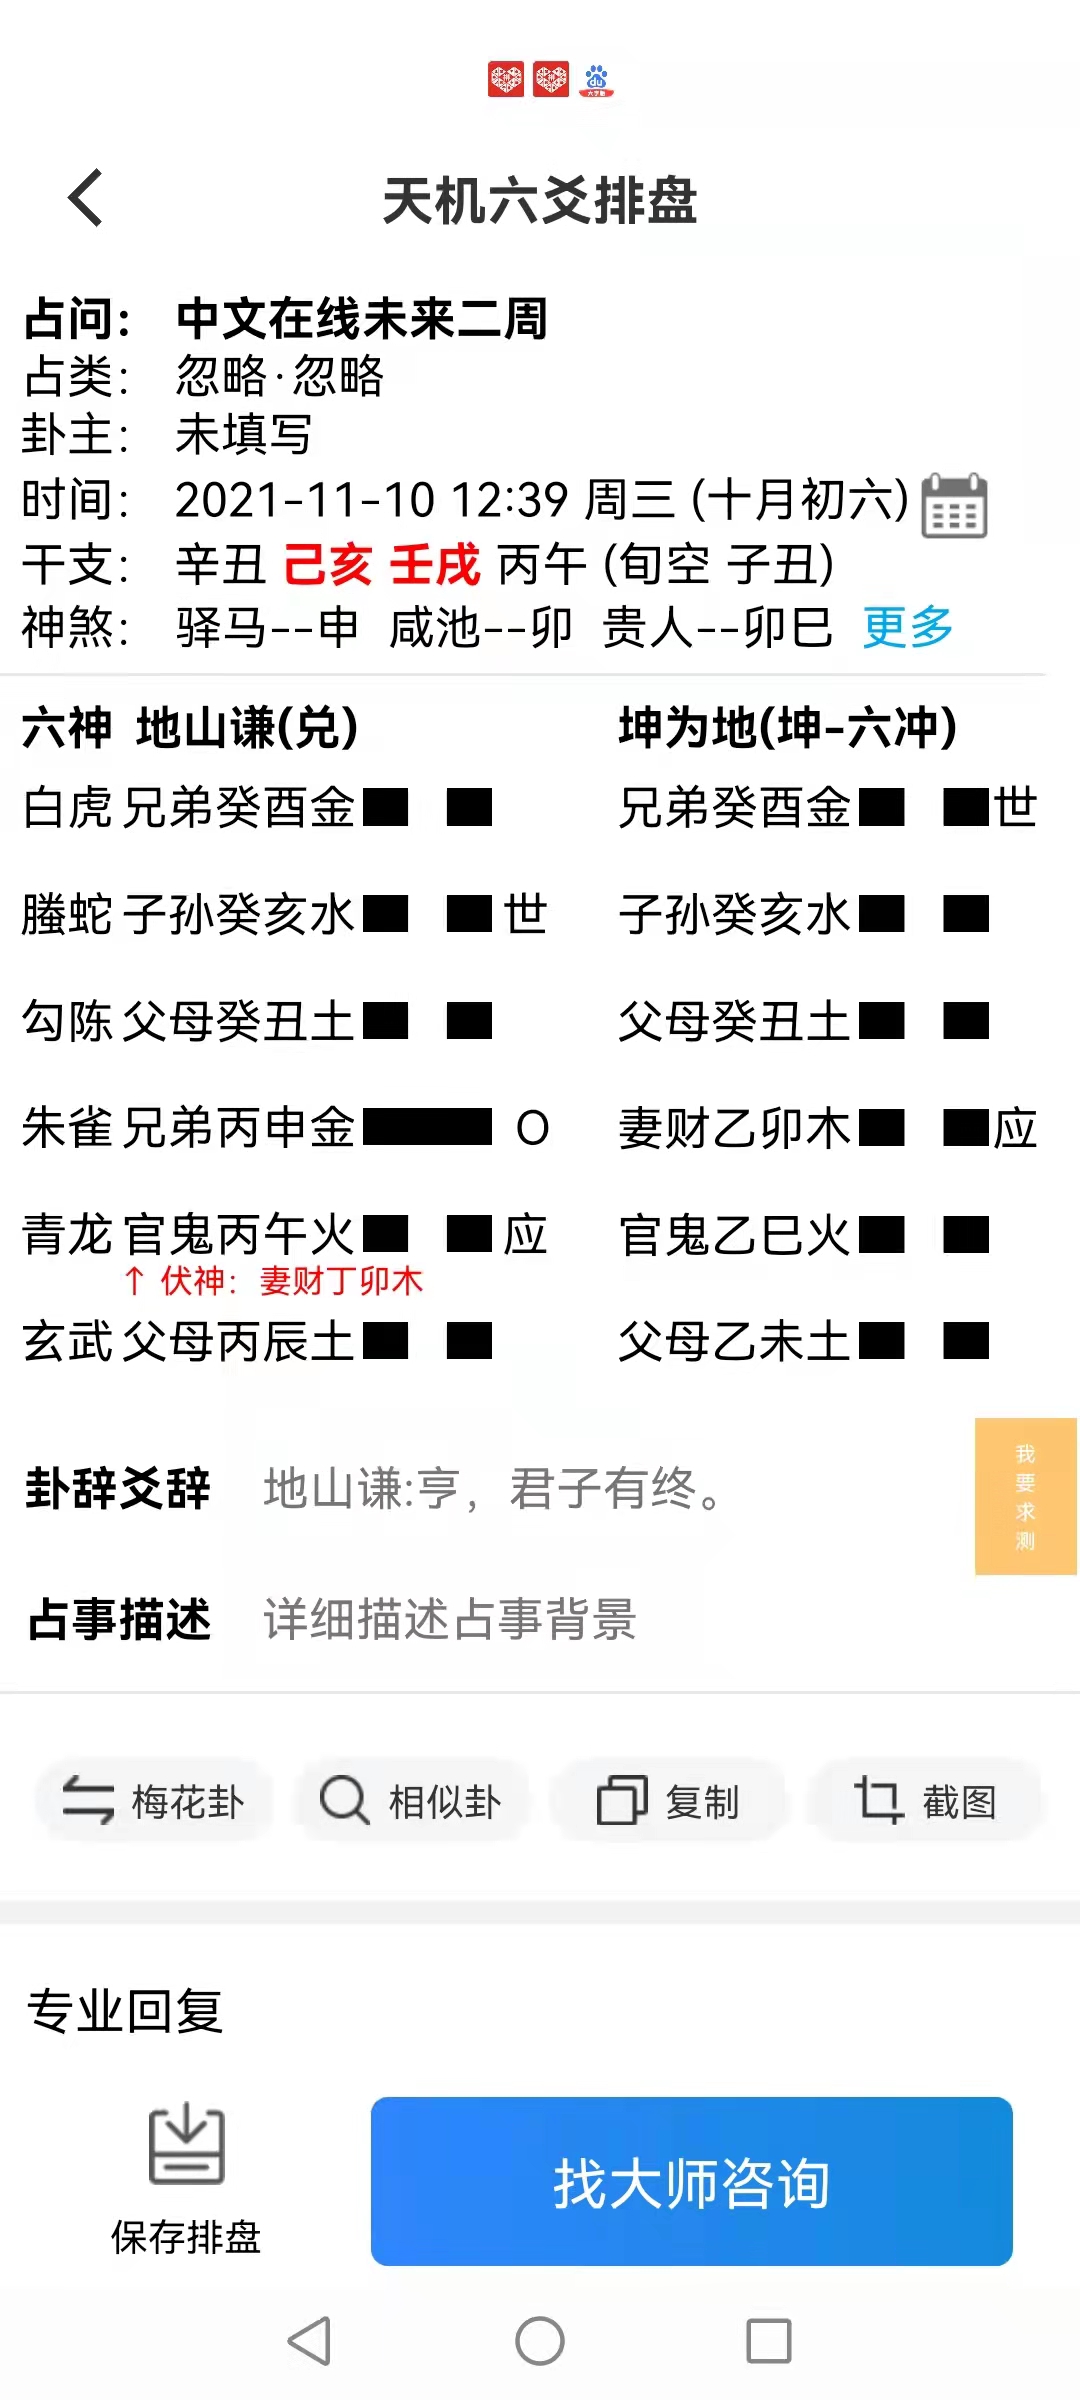 天机六爻排盘
占问: 中文在线未来二周
占类: 忽略·忽略
卦主: 未填写
时间: 2021-11-10 12:39 周三 (十月初六)
干支: 辛丑 己亥 壬戌 丙午 (旬空 子丑)
神煞: 驿马--申 咸池--卯 贵人--卯巳 更多
六神 地山谦(兑) 坤为地(坤-六冲)
白虎 兄弟癸酉金 兄弟癸酉金 世
螣蛇 子孙癸亥水 世 子孙癸亥水
勾陈 父母癸丑土 父母癸丑土
朱雀 兄弟丙申金 O 妻财乙卯木 应
青龙 官鬼丙午火 应 官鬼乙巳火
↑ 伏神: 妻财丁卯木
玄武 父母丙辰土 父母乙未土
我要求测
卦辞爻辞 地山谦:亨，君子有终。
占事描述 详细描述占事背景
梅花卦 相似卦 复制 截图
专业回复
保存排盘
找大师咨询